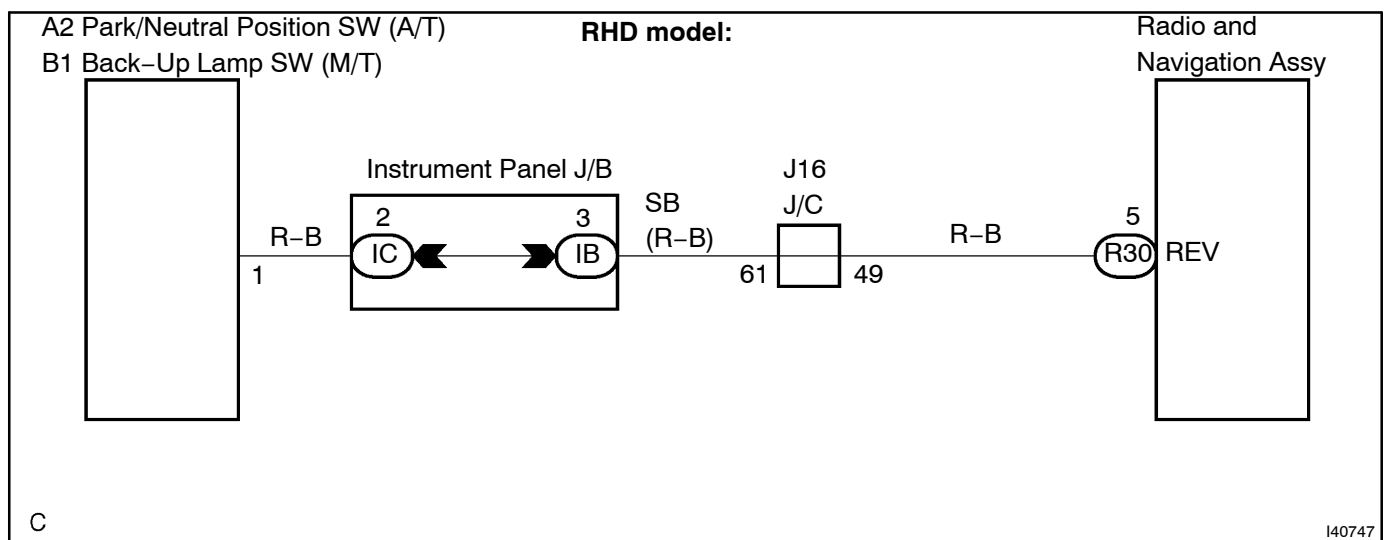 A2 Park/Neutral Position SW (A/T)
B1 Back−Up Lamp SW (M/T)
RHD model:
Radio and
Navigation Assy
Instrument Panel J/B
J16
J/C
R−B
1
2
IC
3
IB
SB
(R−B)
61
49
R−B
5
R30
REV
C
I40747